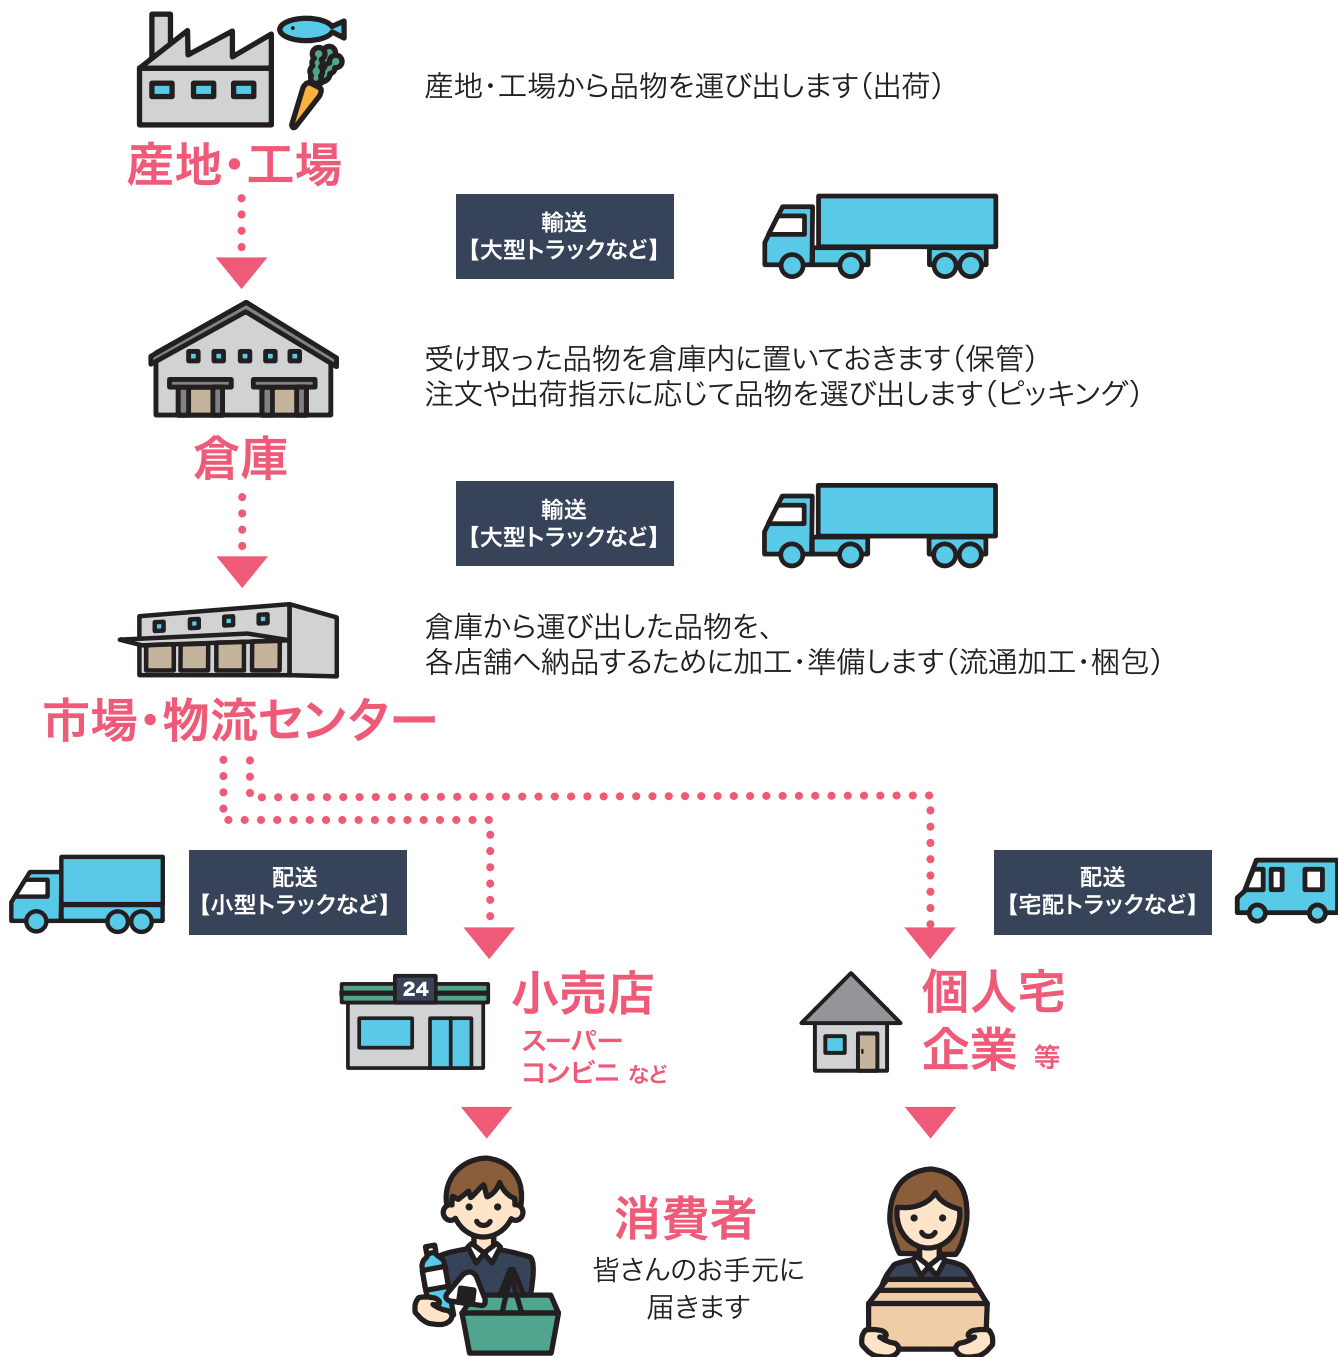 産地・工場から品物を運び出します（出荷）
産地・工場
輸送
【大型トラックなど】
受け取った品物を倉庫内に置いておきます（保管）
注文や出荷指示に応じて品物を選び出します（ピッキング）
倉庫
輸送
【大型トラックなど】
倉庫から運び出した品物を、
各店舗へ納品するために加工・準備します（流通加工・梱包）
市場・物流センター
配送
【小型トラックなど】
配送
【宅配トラックなど】
24
小売店
スーパー
コンビニ など
個人宅
企業 等
消費者
皆さんのお手元に
届きます